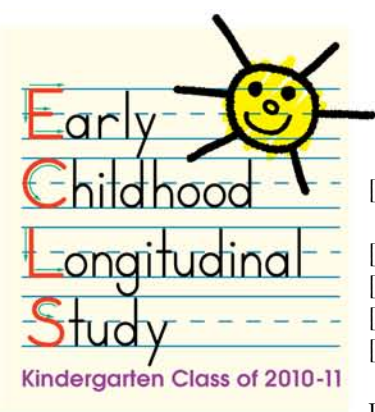 Early
Childhood
[
Longitudinal
[
[
Study
[
[
Kindergarten Class of 2010-11